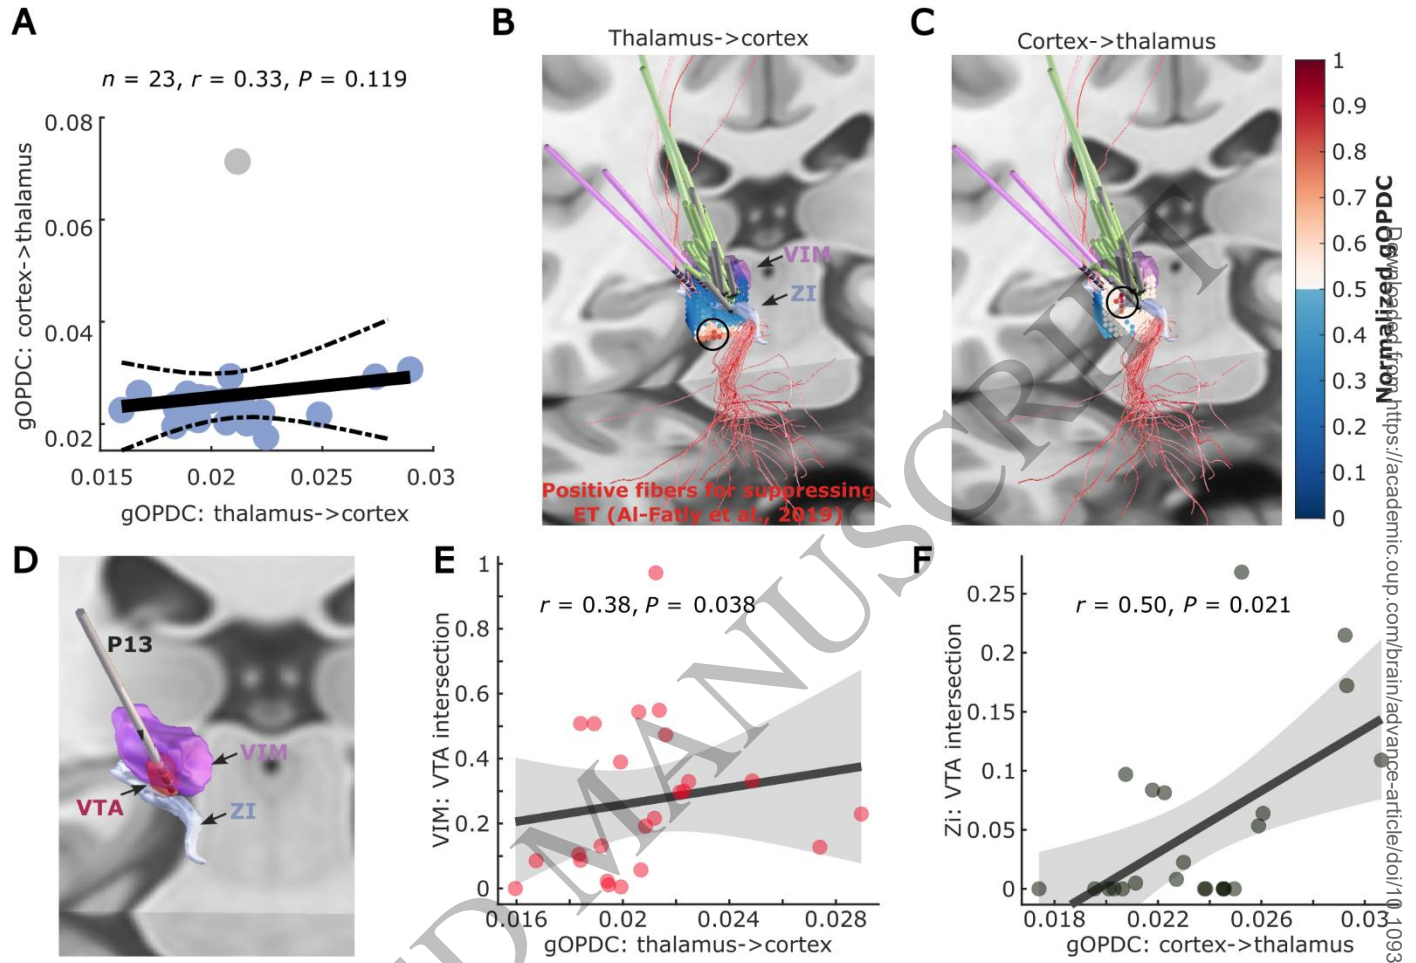 A
n = 23, r = 0.33, P = 0.119
gOPDC: cortex->thalamus
0.08
0.06
0.04
0.02
0.015
0.02
0.025
0.03
gOPDC: thalamus->cortex
B
Thalamus->cortex
VIM
ZI
Positive fibers for suppressing
ET (Al-Fatly et al., 2019)
C
Cortex->thalamus
1
0.9
0.8
0.7
0.6
0.5
0.4
0.3
0.2
0.1
0
Normalized gOPDC
D
P13
VIM
VTA
ZI
E
r = 0.38, P = 0.038
VIM: VTA intersection
1
0.8
0.6
0.4
0.2
0
0.016
0.02
0.024
0.028
gOPDC: thalamus->cortex
F
r = 0.50, P = 0.021
Zi: VTA intersection
0.25
0.2
0.15
0.1
0.05
0
0.018
0.022
0.026
0.03
gOPDC: cortex->thalamus
D MANUSCRIPT
Downloaded from https://academic.oup.com/brain/advance-article/doi/10.1093